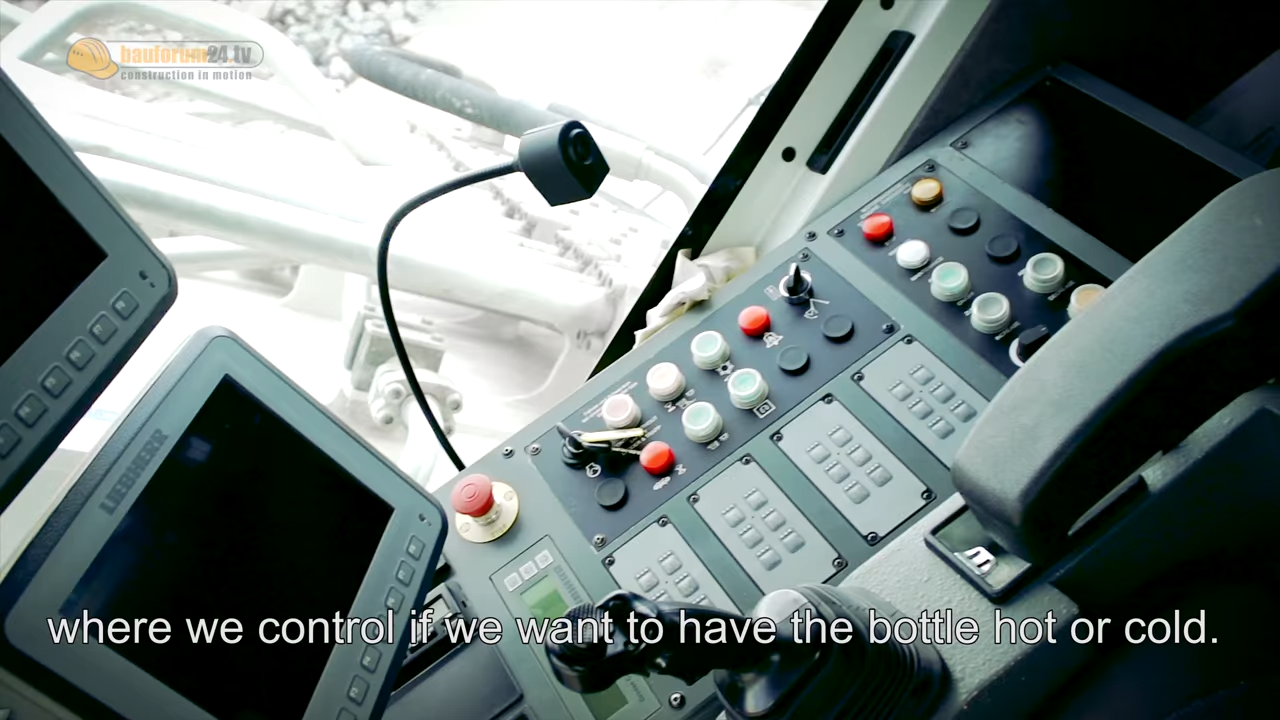 bauforum24.tv
construction in motion
LIEBHERR
where we control if we want to have the bottle hot or cold.